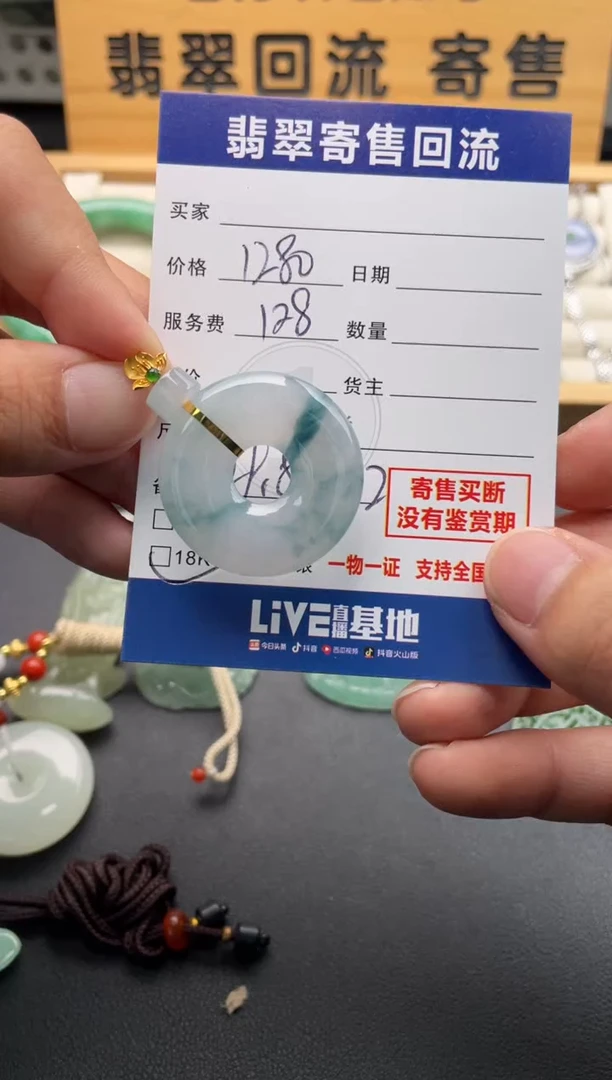 翡翠回流 寄售
翡翠寄售回流
买家
价格 1280 日期
服务费 128 数量
价 货主
寄售买断
没有鉴赏期
18K
一物一证 支持全国
LiVE直播基地
今日头条 抖音 西瓜视频 抖音火山版